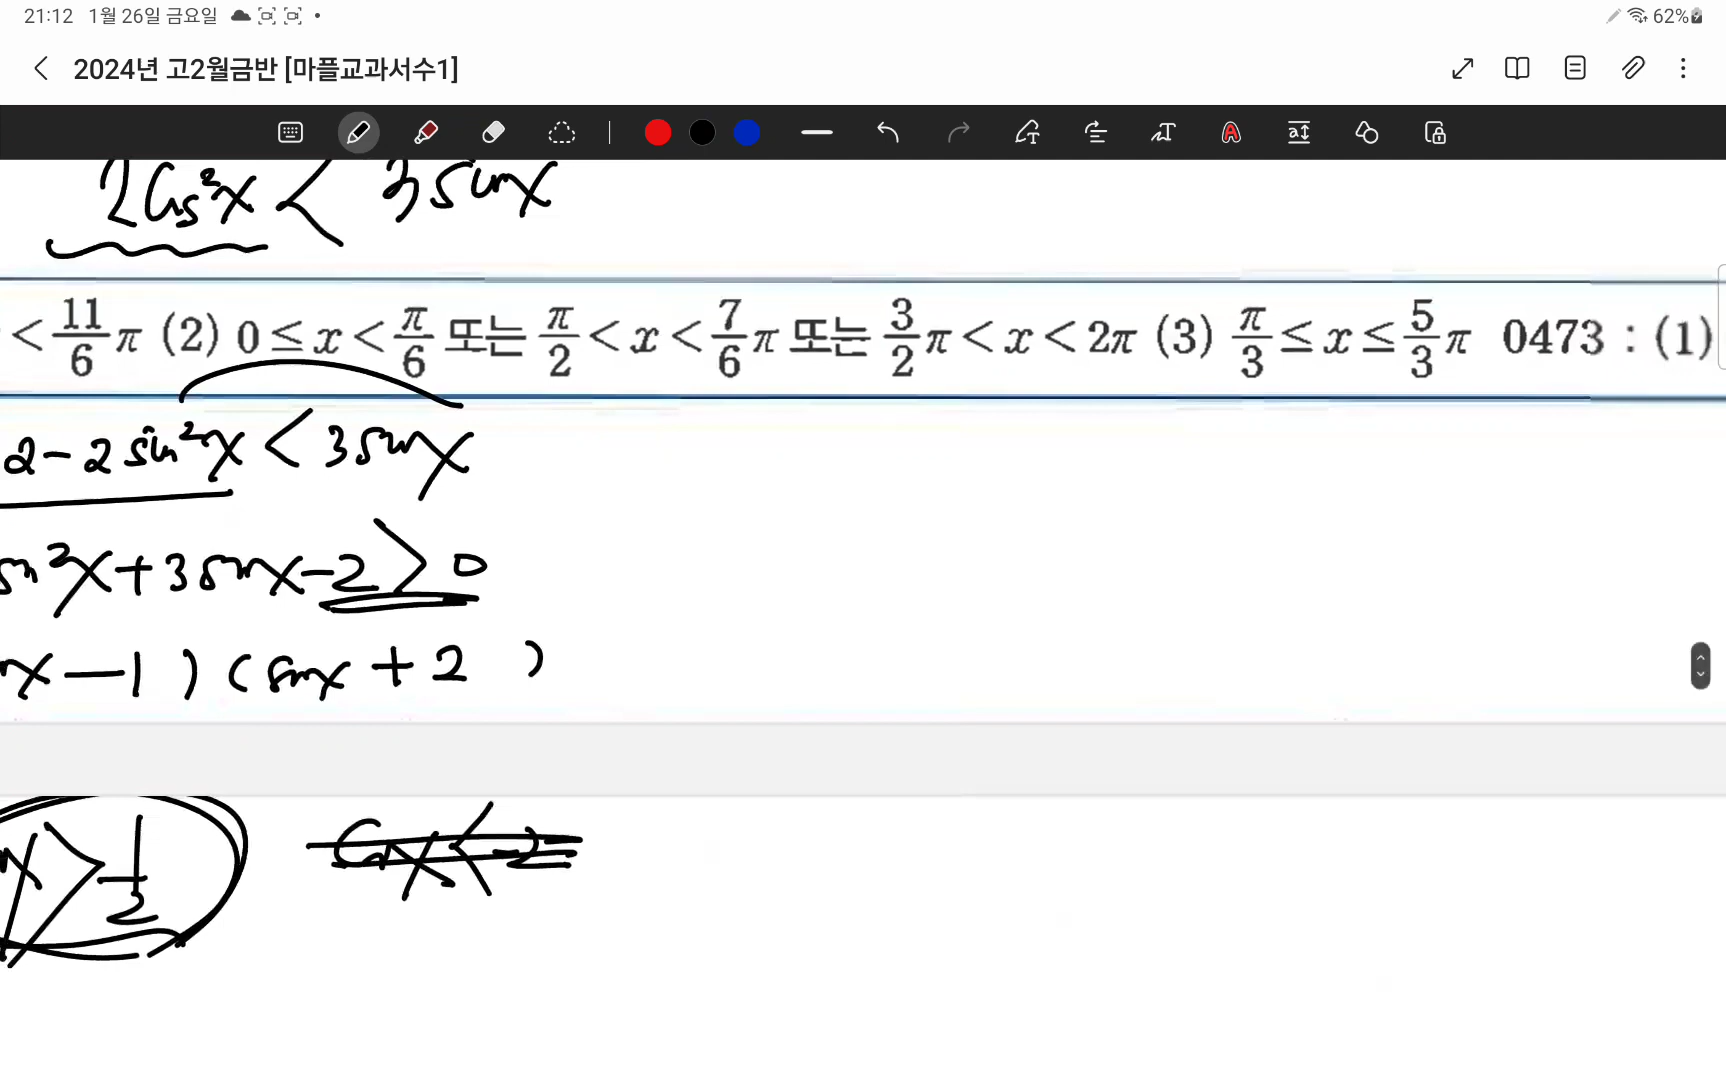 21:12 1월 26일 금요일 62%
2024년 고2월금반 [마플교과서수1]
2cos²x < 3sinx
< 11/6 π (2) 0 ≤ x < π/6 또는 π/2 < x < 7/6 π 또는 3/2 π < x < 2π (3) π/3 ≤ x ≤ 5/3 π 0473 : (1)
2-2sin²x < 3sinx
sin²x+3sinx-2>0
x-1)(sinx+2)
x > 1/2